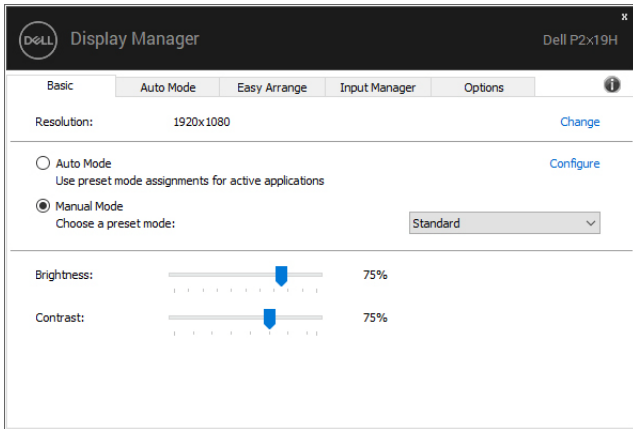 x
DELL Display Manager Dell P2x19H
Basic Auto Mode Easy Arrange Input Manager Options i
Resolution: 1920x1080 Change
Auto Mode Configure
Use preset mode assignments for active applications
Manual Mode
Choose a preset mode: Standard
Brightness: 75%
Contrast: 75%